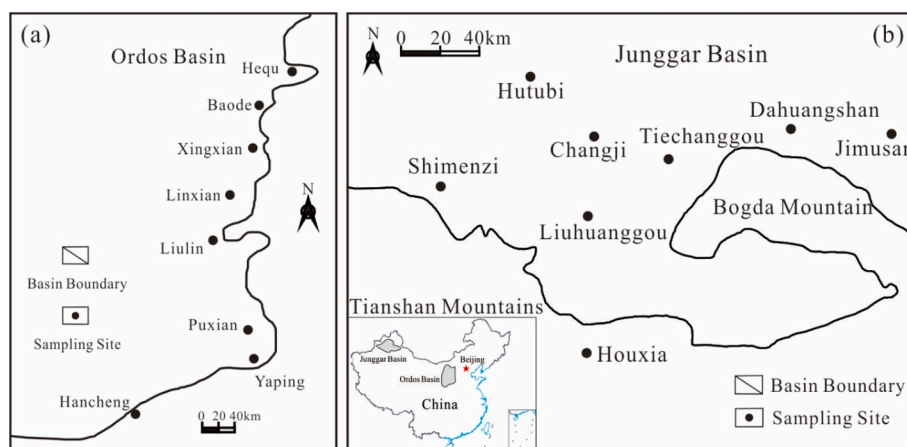 (a)
Ordos Basin
Hequ
Baode
Xingxian
Linxian
N
Liulin
Basin Boundary
Sampling Site
Puxian
Yaping
Hancheng
0 20 40km
N
0 20 40km
(b)
Junggar Basin
Hutubi
Dahuangshan
Changji
Tiechanggou
Jimusar
Shimenzi
Bogda Mountain
Liuhuanggou
Tianshan Mountains
Junggar Basin
Beijing
Ordos Basin
China
Houxia
Basin Boundary
Sampling Site